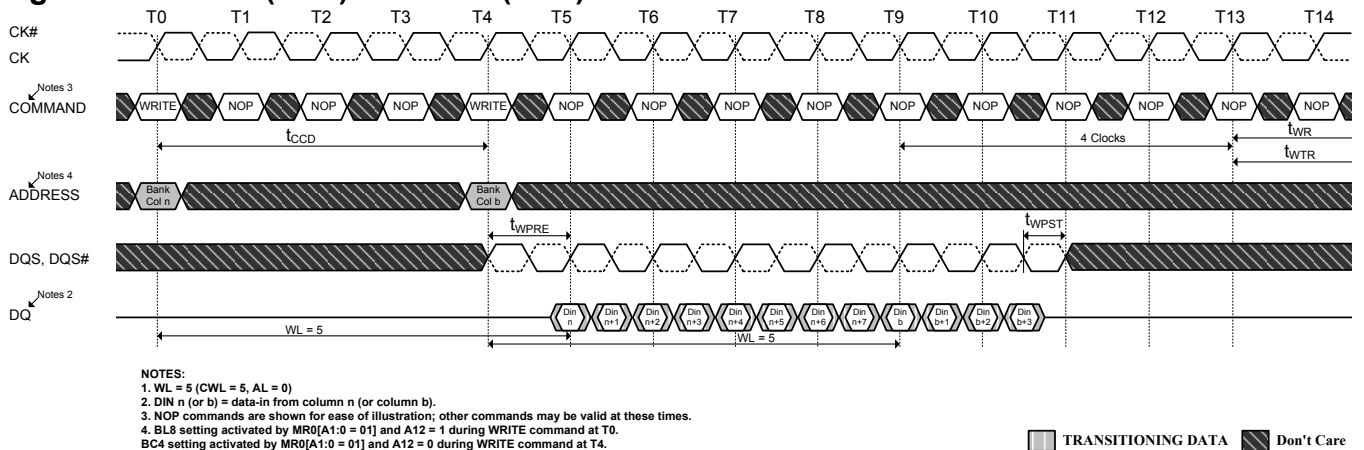 T0 T1 T2 T3 T4 T5 T6 T7 T8 T9 T10 T11 T12 T13 T14
CK#
CK
Notes 3
COMMAND
WRITE NOP NOP NOP WRITE NOP NOP NOP NOP NOP NOP NOP NOP NOP NOP
tCCD
4 Clocks
tWR
tWTR
Notes 4
ADDRESS
Bank Col n
Bank Col b
tWPRE
tWPST
DQS, DQS#
Notes 2
DQ
Din n Din n+1 Din n+2 Din n+3 Din n+4 Din n+5 Din n+6 Din n+7 Din b Din b+1 Din b+2 Din b+3
WL = 5
WL = 5
NOTES:
1. WL = 5 (CWL = 5, AL = 0)
2. DIN n (or b) = data-in from column n (or column b).
3. NOP commands are shown for ease of illustration; other commands may be valid at these times.
4. BL8 setting activated by MR0[A1:0 = 01] and A12 = 1 during WRITE command at T0.
BC4 setting activated by MR0[A1:0 = 01] and A12 = 0 during WRITE command at T4.
TRANSITIONING DATA
Don't Care